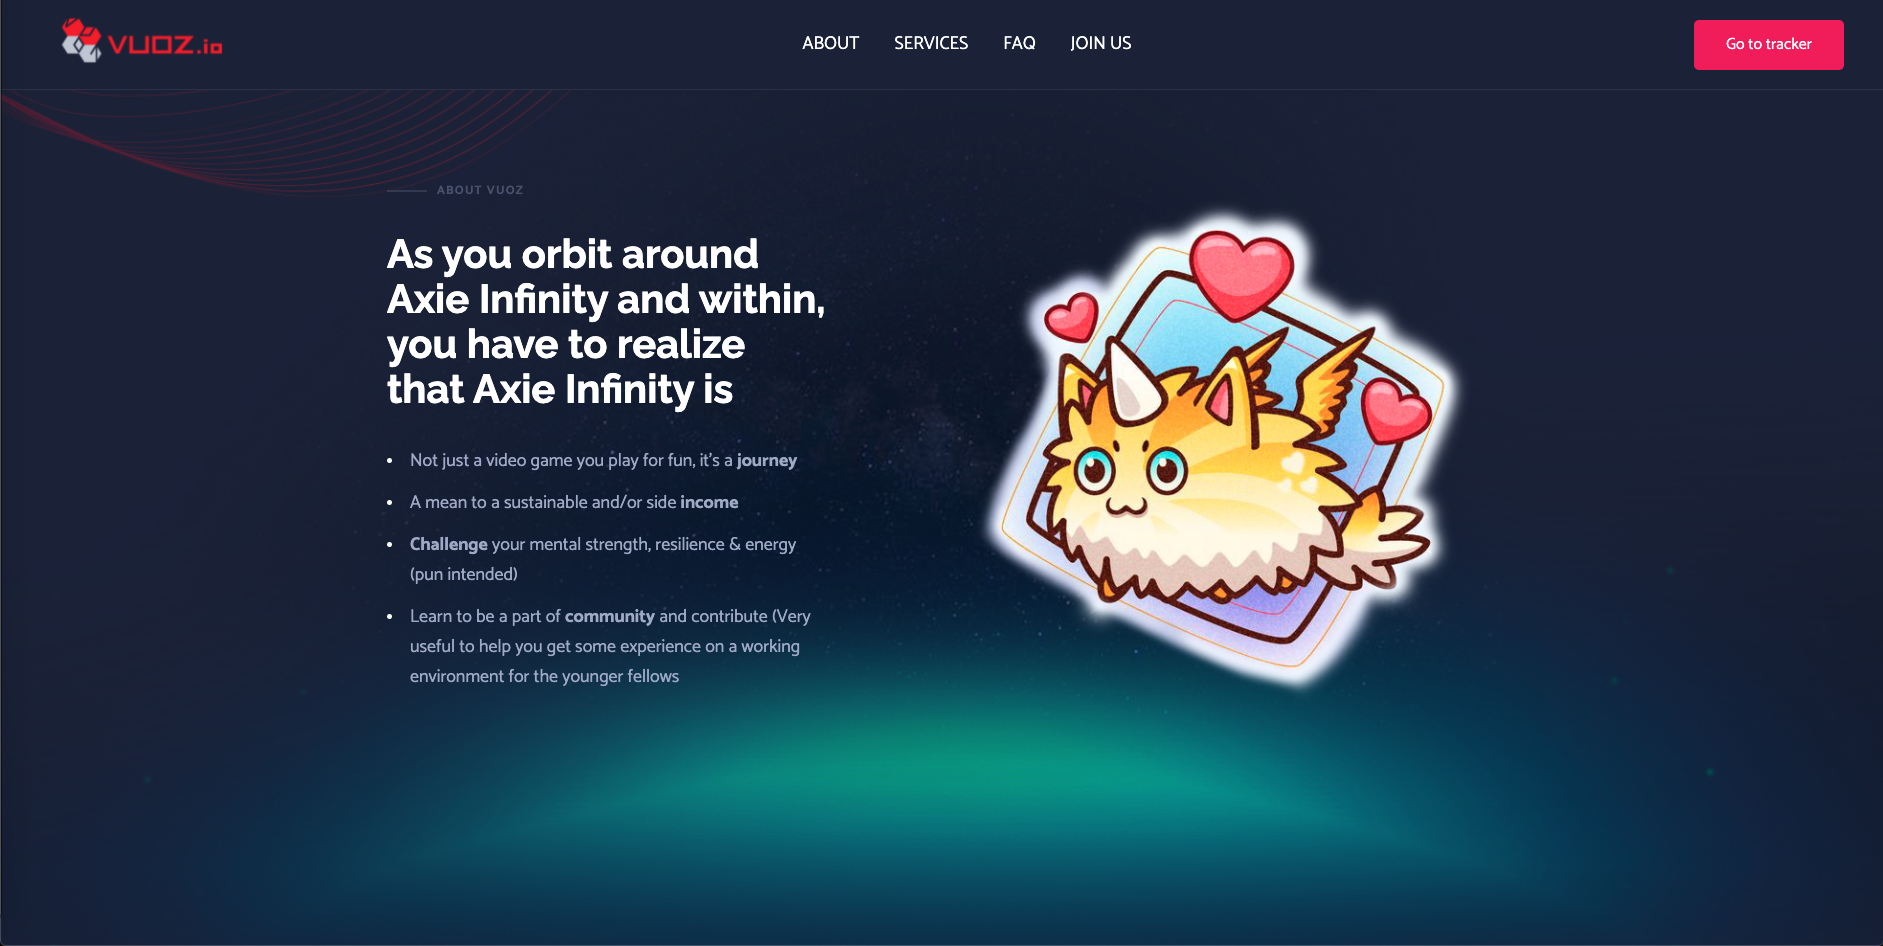 VUOZ.io
ABOUT
SERVICES
FAQ
JOIN US
Go to tracker
ABOUT VUOZ
As you orbit around
Axie Infinity and within,
you have to realize
that Axie Infinity is
Not just a video game you play for fun, it's a journey
A mean to a sustainable and/or side income
Challenge your mental strength, resilience & energy
(pun intended)
Learn to be a part of community and contribute (Very
useful to help you get some experience on a working
environment for the younger fellows